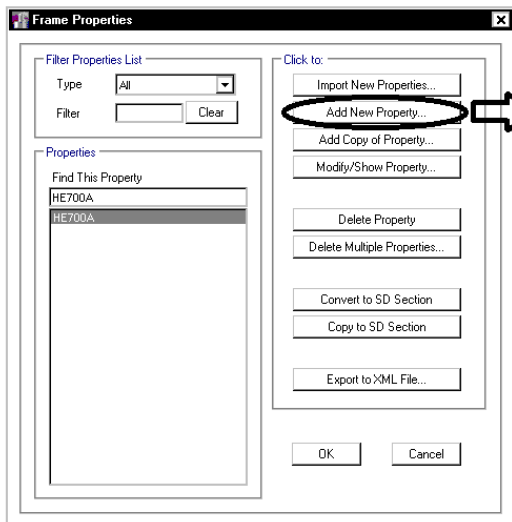 Frame Properties
Filter Properties List
Type
All
Filter
Clear
Properties
Find This Property
HE700A
HE700A
Click to:
Import New Properties...
Add New Property...
Add Copy of Property...
Modify/Show Property...
Delete Property
Delete Multiple Properties...
Convert to SD Section
Copy to SD Section
Export to XML File...
OK
Cancel